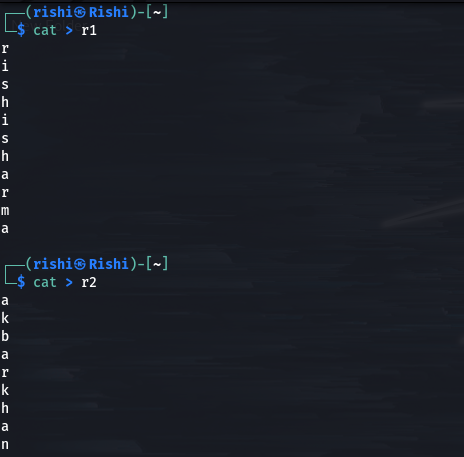 ┌──(rishi㉿Rishi)-[~]
└─$ cat > r1
r
i
s
h
i
s
h
a
r
m
a
┌──(rishi㉿Rishi)-[~]
└─$ cat > r2
a
k
b
a
r
k
h
a
n